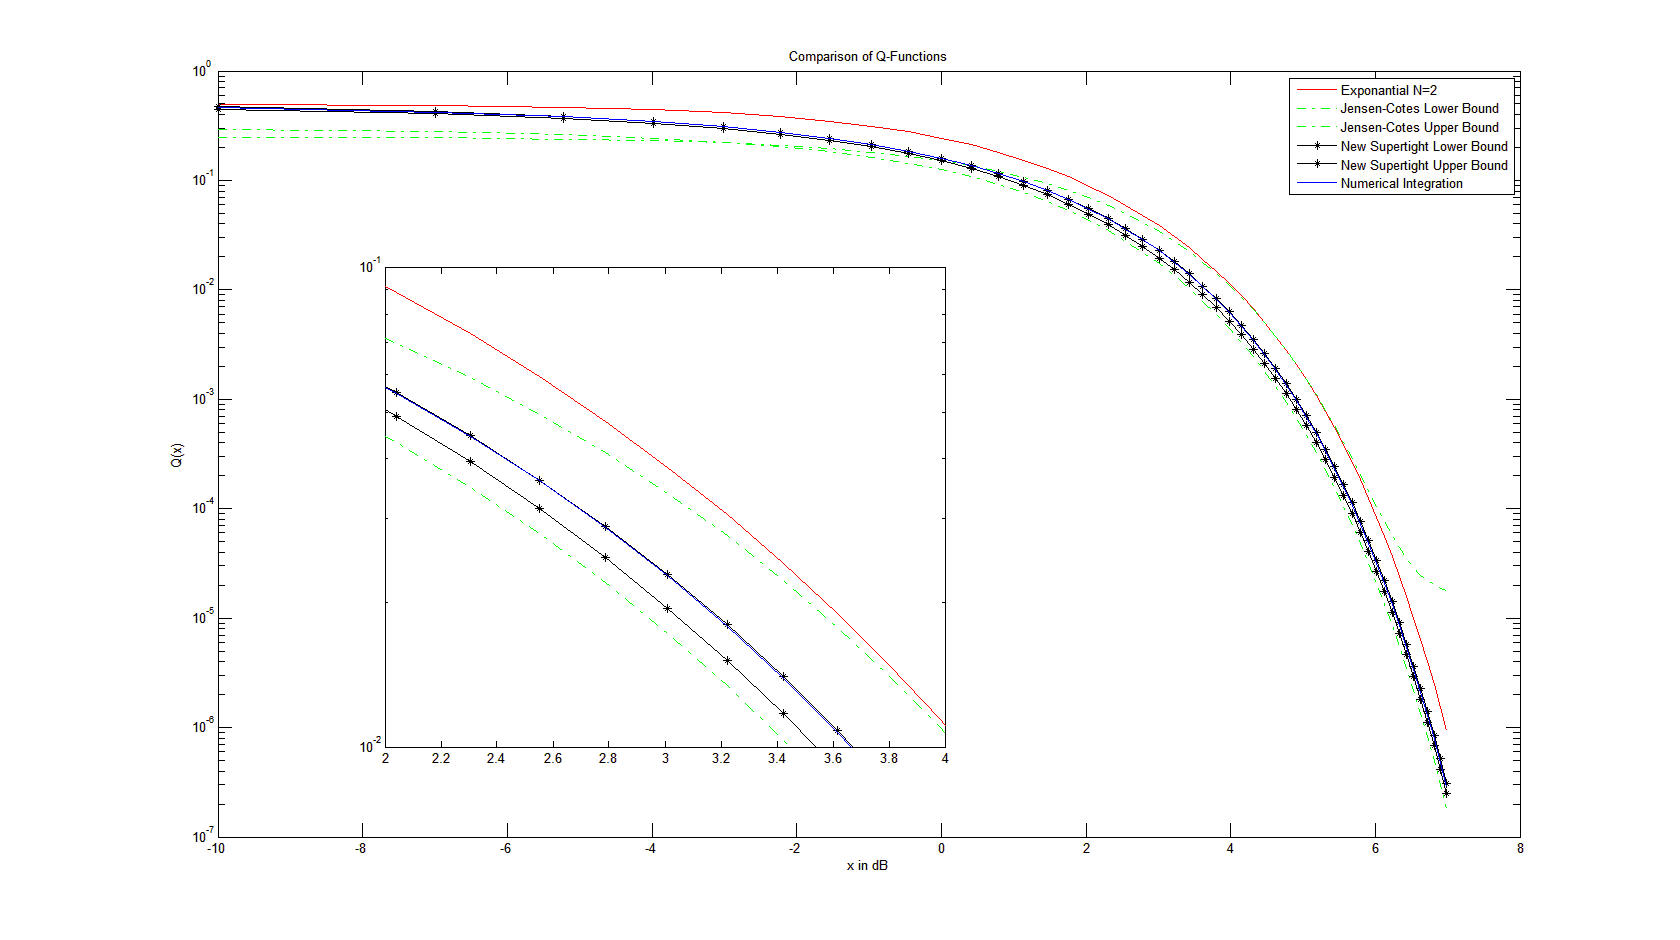 Comparison of Q-Functions
10^0
10^-1
10^-2
10^-3
10^-4
10^-5
10^-6
10^-7
Q(x)
Exponantial N=2
Jensen-Cotes Lower Bound
Jensen-Cotes Upper Bound
New Supertight Lower Bound
New Supertight Upper Bound
Numerical Integration
10^-1
10^-2
2 2.2 2.4 2.6 2.8 3 3.2 3.4 3.6 3.8 4
-10 -8 -6 -4 -2 0 2 4 6 8
x in dB